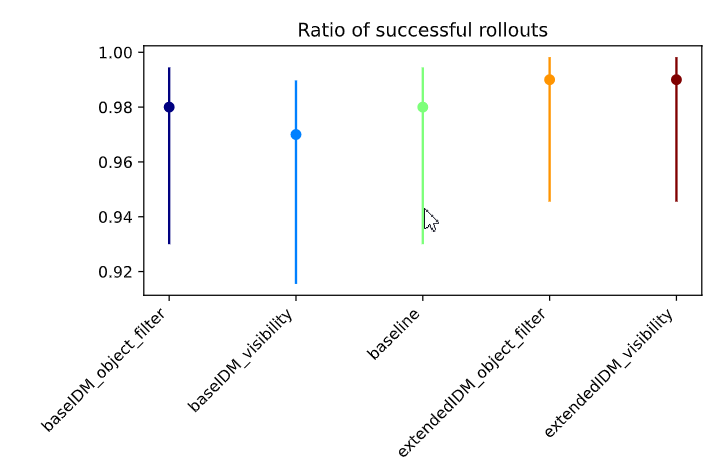 Ratio of successful rollouts
1.00
0.98
0.96
0.94
0.92
baseIDM_object_filter
baseIDM_visibility
baseline
extendedIDM_object_filter
extendedIDM_visibility